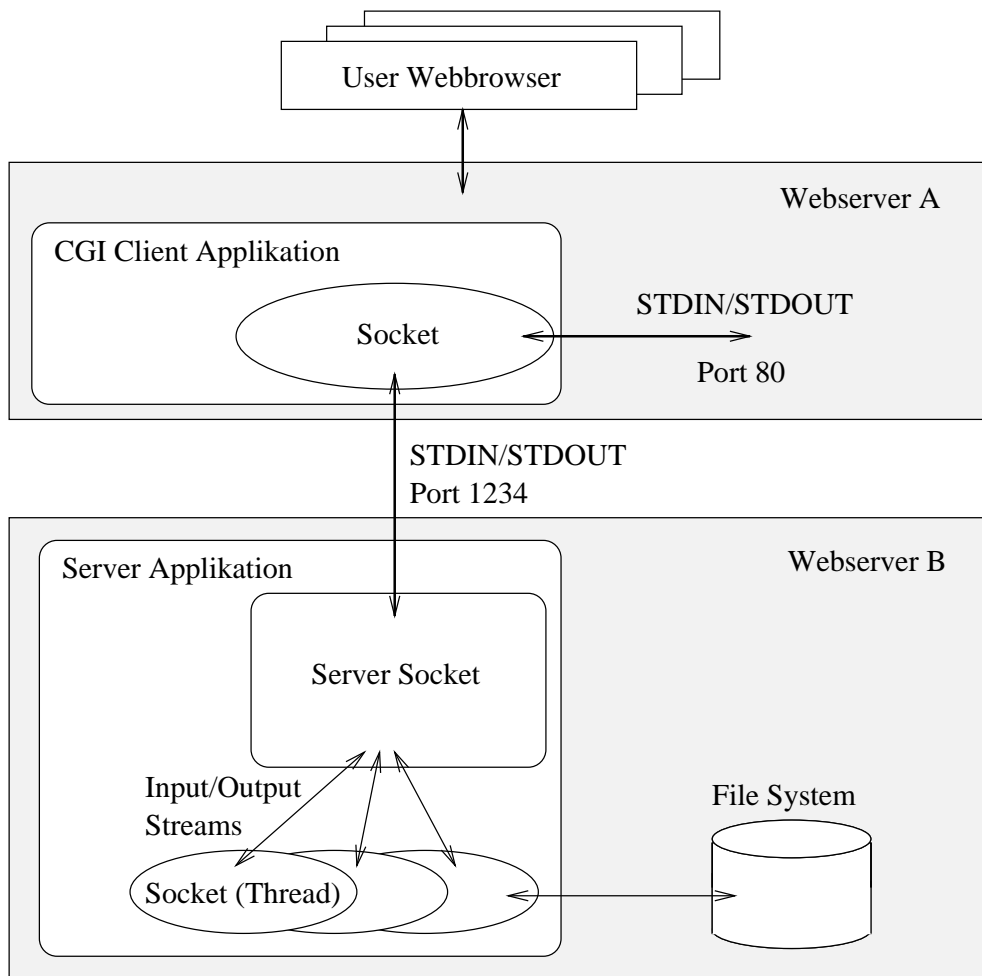 User Webbrowser
Webserver A
CGI Client Applikation
STDIN/STDOUT
Socket
Port 80
STDIN/STDOUT
Port 1234
Webserver B
Server Applikation
Server Socket
Input/Output
Streams
File System
Socket (Thread)